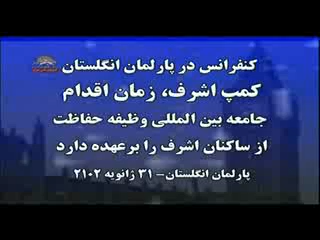 کنفرانس در پارلمان انگلستان
کمپ اشرف، زمان اقدام
جامعه بین المللی وظیفه حفاظت
از ساکنان اشرف را برعهده دارد
پارلمان انگلستان- ۳۱ ژانویه ۲۱۰۲